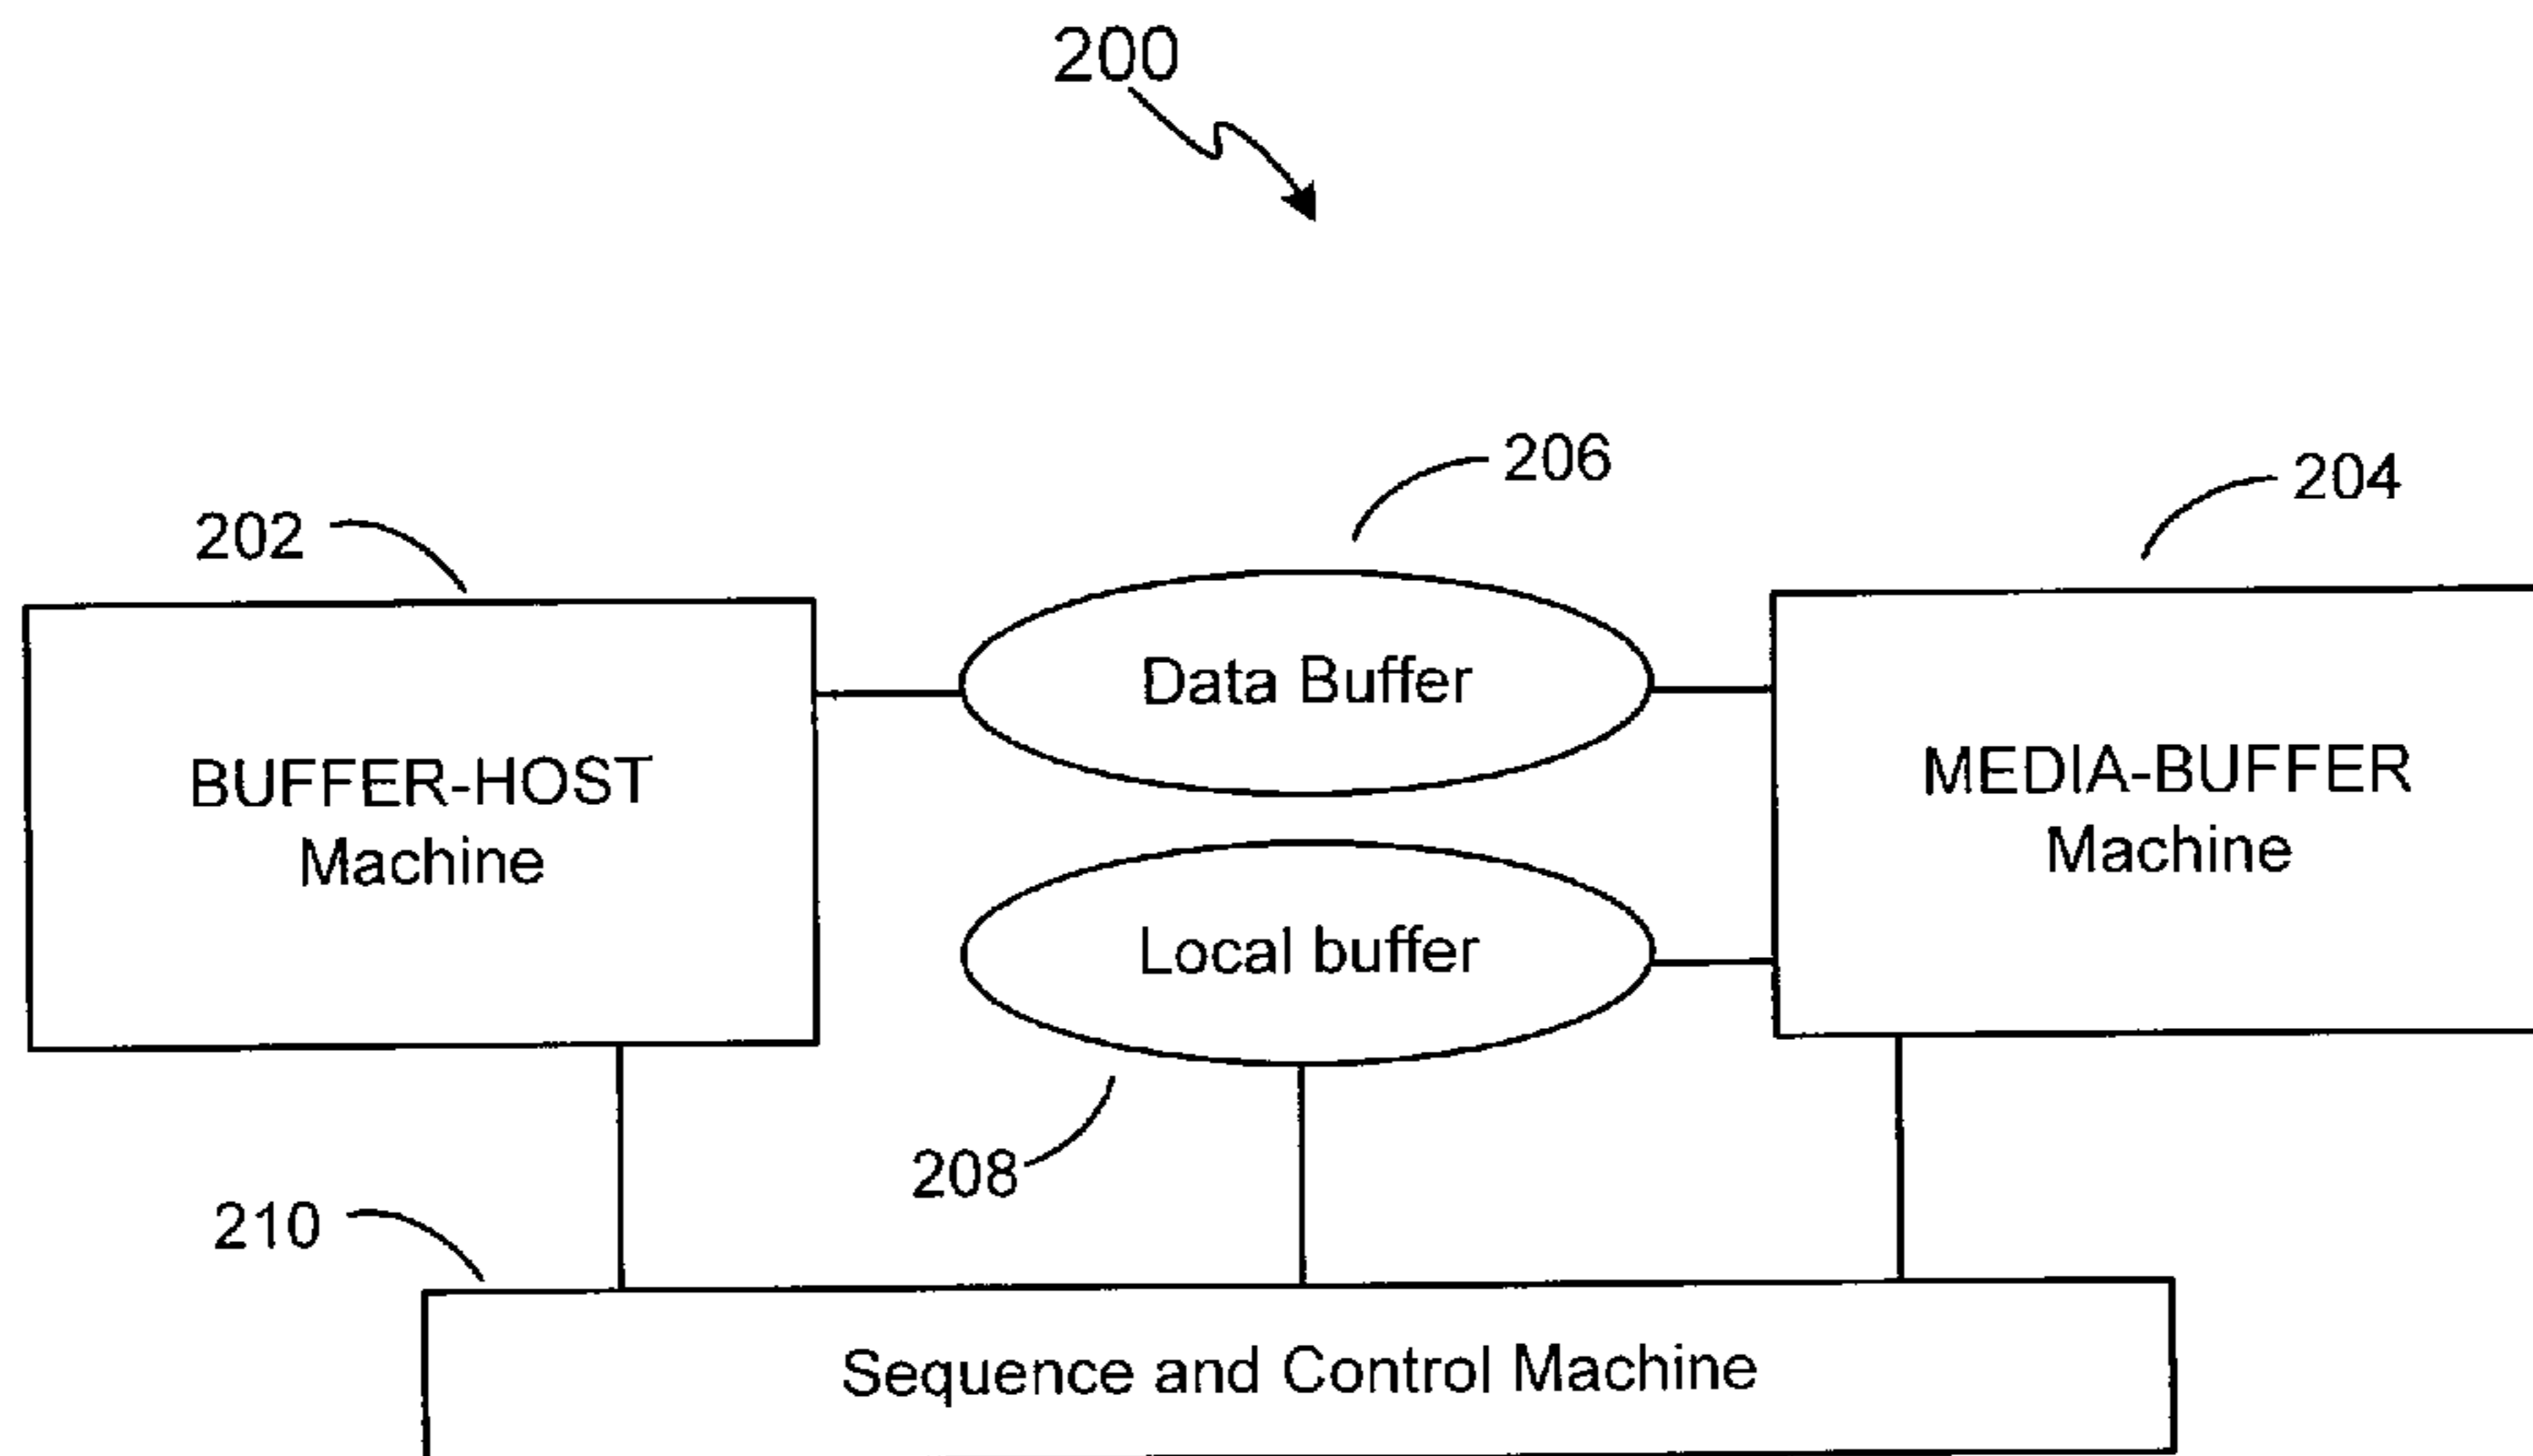 200
206
204
202
Data Buffer
BUFFER-HOST
Machine
MEDIA-BUFFER
Machine
Local buffer
208
210
Sequence and Control Machine